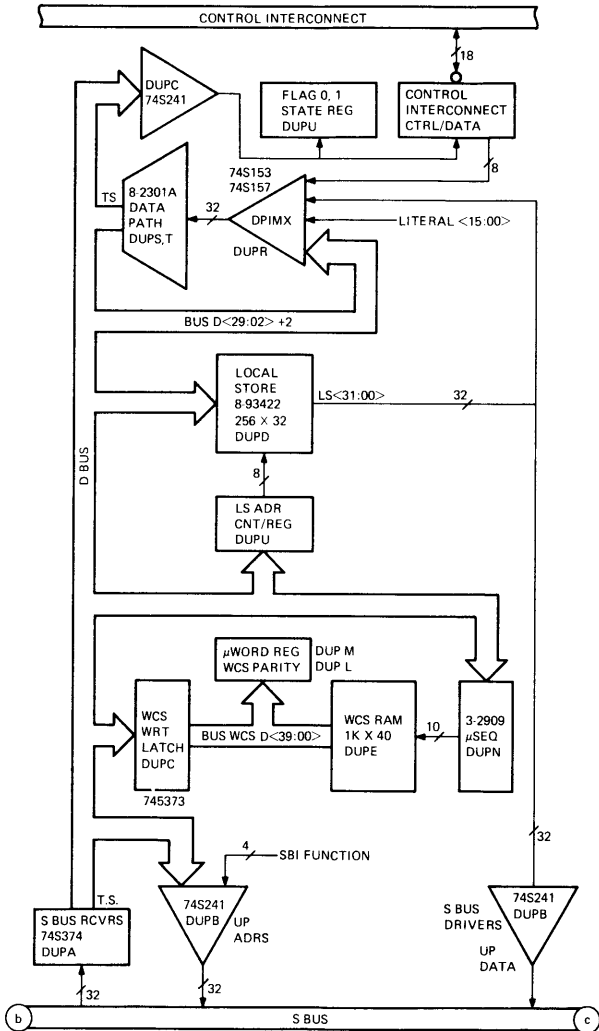 CONTROL INTERCONNECT
18
DUPC
74S241
FLAG 0, 1
STATE REG
DUPU
CONTROL
INTERCONNECT
CTRL/DATA
8
74S153
74S157
TS
8-2301A
DATA
PATH
DUPS,T
32
DPIMX
DUPR
LITERAL <15:00>
BUS D<29:02> +2
LOCAL
STORE
8-93422
256 X 32
DUPD
LS<31:00>
32
8
D BUS
LS ADR
CNT/REG
DUPU
µWORD REG
WCS PARITY
DUP M
DUP L
WCS
WRT
LATCH
DUPC
745373
BUS WCS D<39:00>
WCS RAM
1K X 40
DUPE
10
3-2909
µSEQ
DUPN
32
4
SBI FUNCTION
T.S.
S BUS RCVRS
74S374
DUPA
74S241
DUPB
UP
ADRS
S BUS
DRIVERS
74S241
DUPB
UP
DATA
32
32
b
S BUS
c